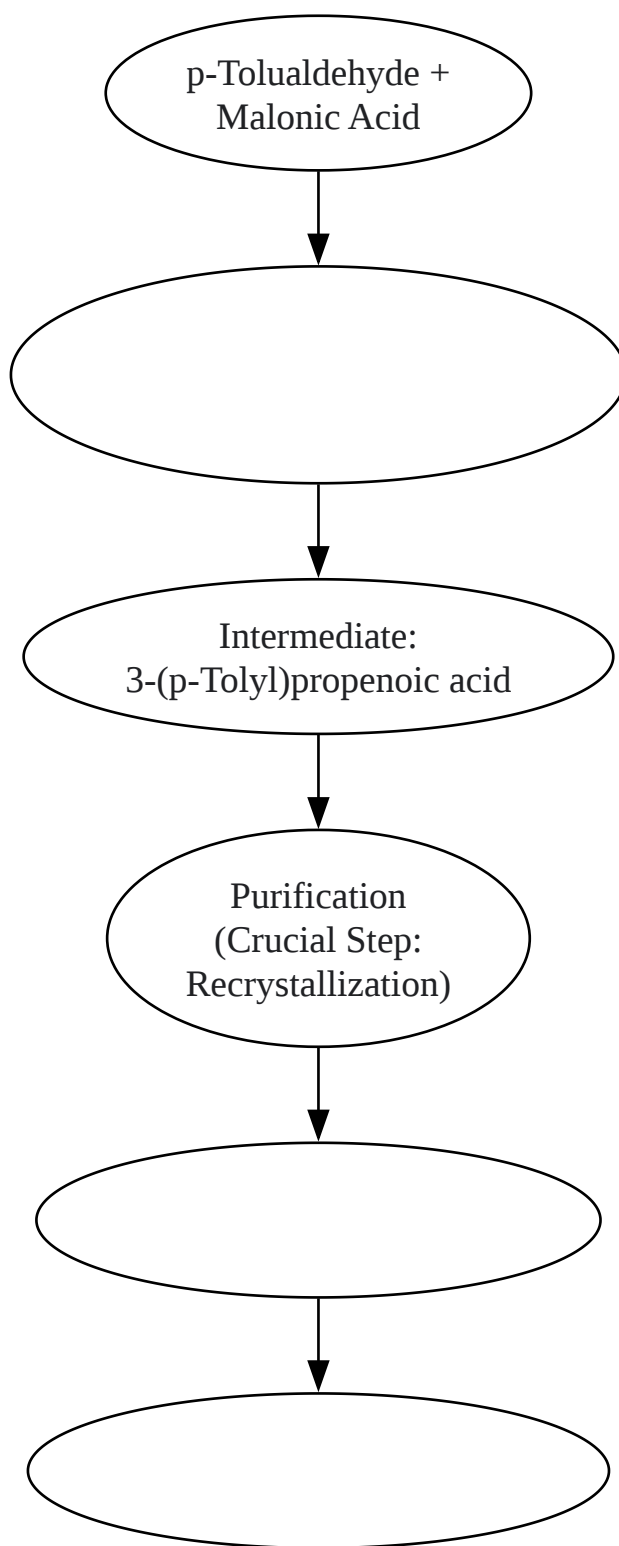 p-Tolualdehyde +
Malonic Acid
Intermediate:
3-(p-Tolyl)propenoic acid
Purification
(Crucial Step:
Recrystallization)